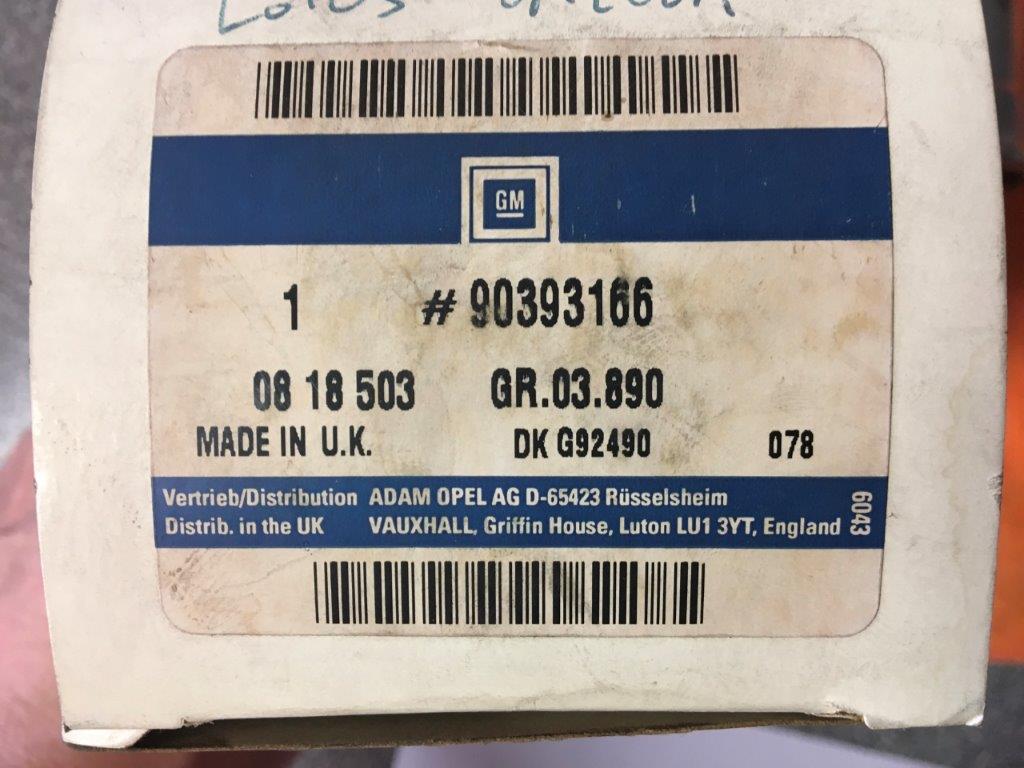 GM
1 # 90393166
08 18 503 GR.03.890
MADE IN U.K. DK G92490 078
Vertrieb/Distribution ADAM OPEL AG D-65423 Rüsselsheim
Distrib. in the UK VAUXHALL, Griffin House, Luton LU1 3YT, England
6043